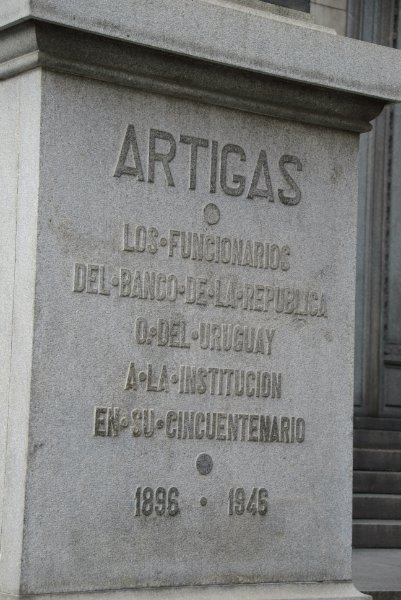 ARTIGAS
LOS·FUNCIONARIOS
DEL·BANCO·DE·LA·REPUBLICA
O.·DEL·URUGUAY
A·LA·INSTITUCION
EN·SU·CINCUENTENARIO
1896 · 1946